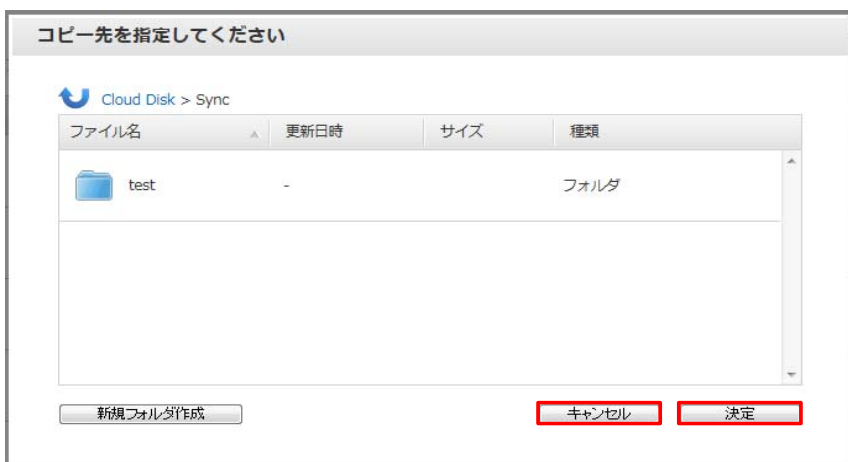 コピー先を指定してください
Cloud Disk > Sync
ファイル名 更新日時 サイズ 種類
test - フォルダ
新規フォルダ作成 キャンセル 決定